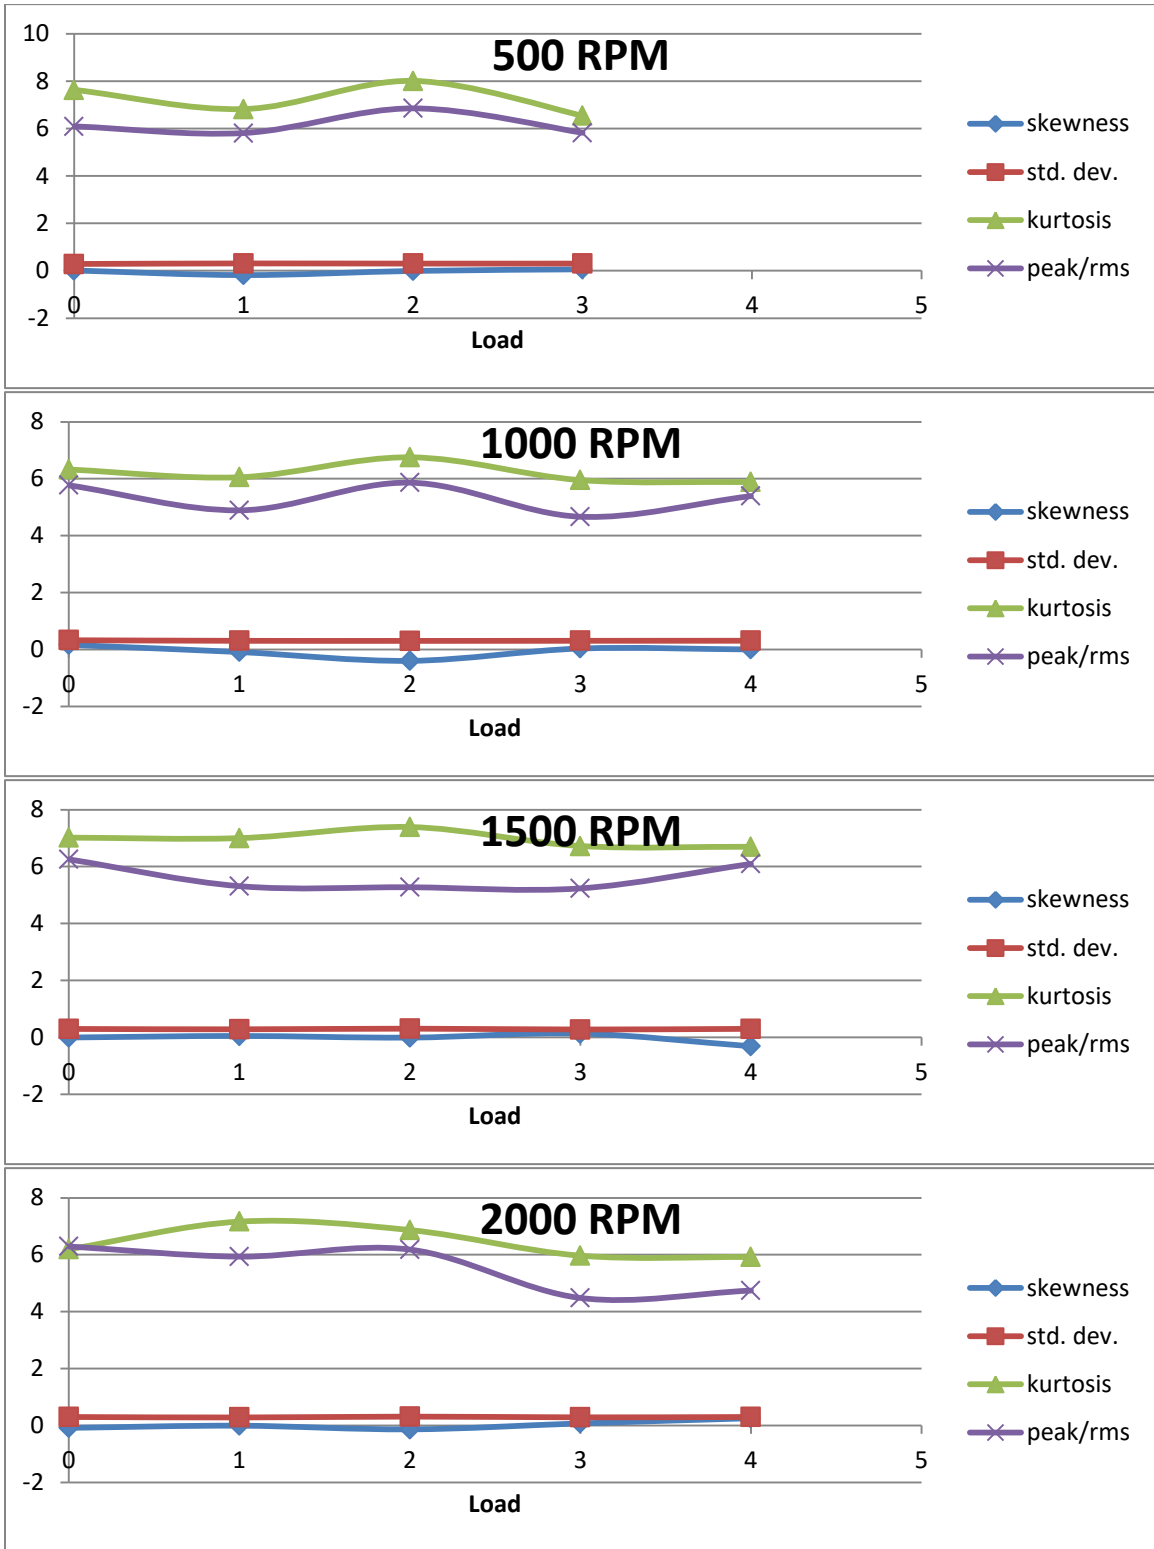 500 RPM
10
8
6
4
2
0
-2
0 1 2 3 4 5
Load
skewness
std. dev.
kurtosis
peak/rms
1000 RPM
8
6
4
2
0
-2
0 1 2 3 4 5
Load
skewness
std. dev.
kurtosis
peak/rms
1500 RPM
8
6
4
2
0
-2
0 1 2 3 4 5
Load
skewness
std. dev.
kurtosis
peak/rms
2000 RPM
8
6
4
2
0
-2
0 1 2 3 4 5
Load
skewness
std. dev.
kurtosis
peak/rms